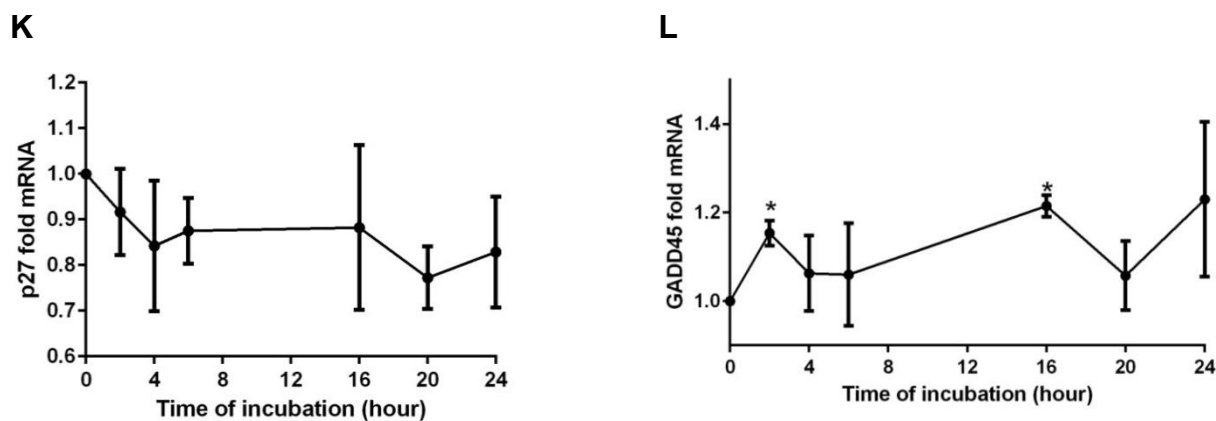 K
p27 fold mRNA
1.2
1.1
1.0
0.9
0.8
0.7
0.6
0 4 8 12 16 20 24
Time of incubation (hour)
L
GADD45 fold mRNA
1.4
1.2
1.0
* *
0 4 8 12 16 20 24
Time of incubation (hour)